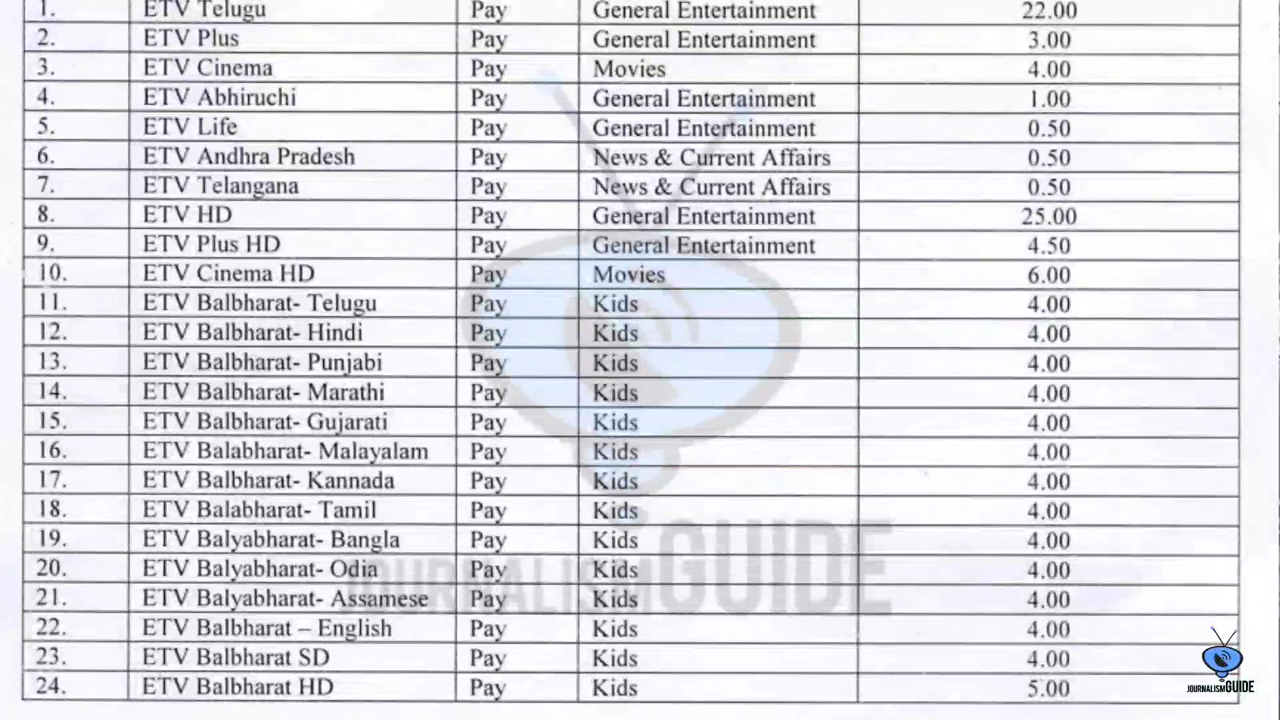 1. ETV Telugu Pay General Entertainment 22.00
2. ETV Plus Pay General Entertainment 3.00
3. ETV Cinema Pay Movies 4.00
4. ETV Abhiruchi Pay General Entertainment 1.00
5. ETV Life Pay General Entertainment 0.50
6. ETV Andhra Pradesh Pay News & Current Affairs 0.50
7. ETV Telangana Pay News & Current Affairs 0.50
8. ETV HD Pay General Entertainment 25.00
9. ETV Plus HD Pay General Entertainment 4.50
10. ETV Cinema HD Pay Movies 6.00
11. ETV Balbharat- Telugu Pay Kids 4.00
12. ETV Balbharat- Hindi Pay Kids 4.00
13. ETV Balbharat- Punjabi Pay Kids 4.00
14. ETV Balbharat- Marathi Pay Kids 4.00
15. ETV Balbharat- Gujarati Pay Kids 4.00
16. ETV Balabharat- Malayalam Pay Kids 4.00
17. ETV Balbharat- Kannada Pay Kids 4.00
18. ETV Balabharat- Tamil Pay Kids 4.00
19. ETV Balyabharat- Bangla Pay Kids 4.00
20. ETV Balyabharat- Odia Pay Kids 4.00
21. ETV Balyabharat- Assamese Pay Kids 4.00
22. ETV Balbharat – English Pay Kids 4.00
23. ETV Balbharat SD Pay Kids 4.00
24. ETV Balbharat HD Pay Kids 5.00
JOURNALISMGUIDE
JOURNALISMGUIDE